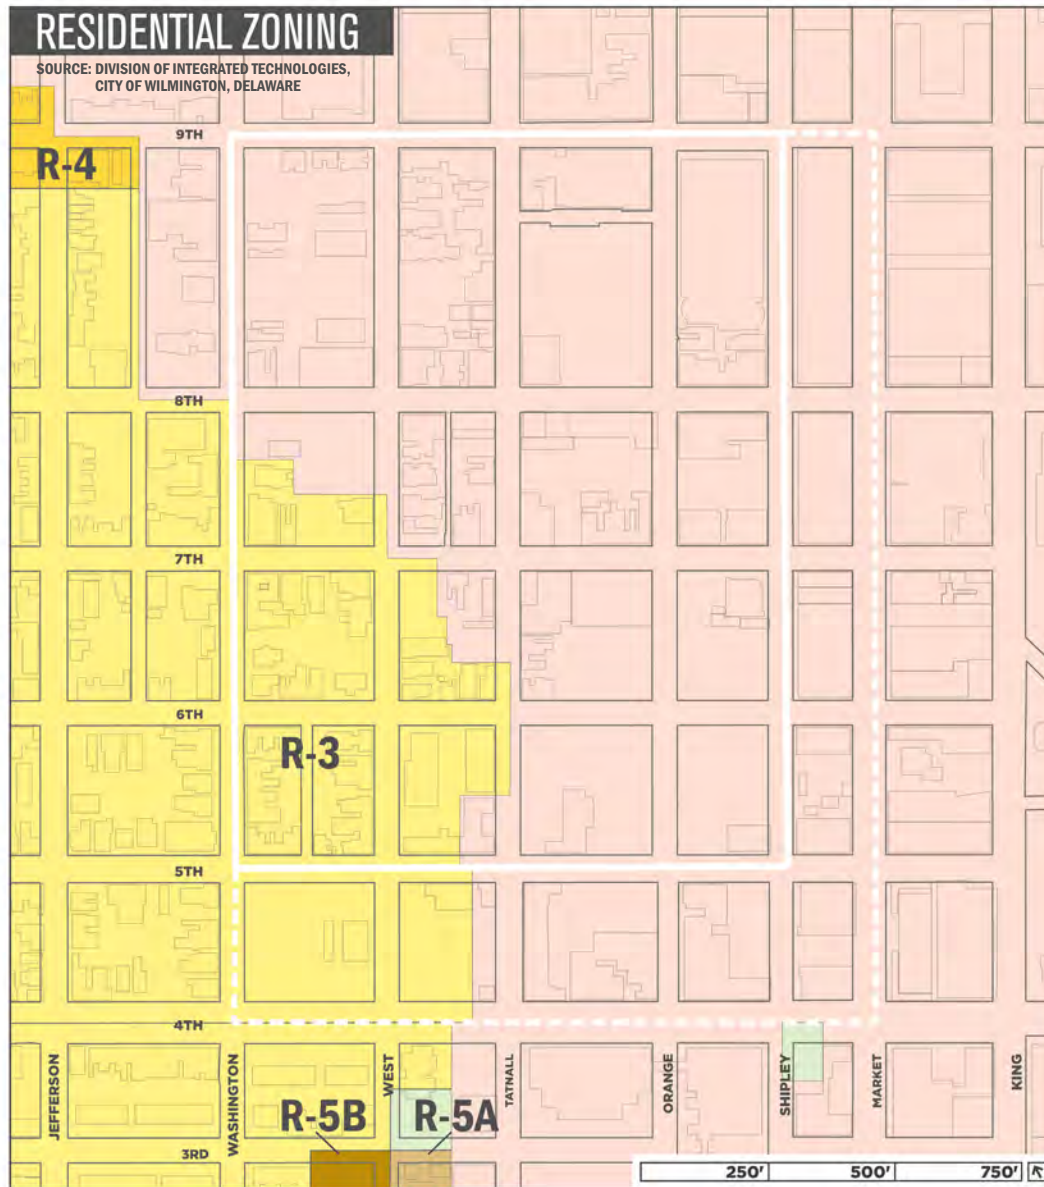 RESIDENTIAL ZONING
SOURCE: DIVISION OF INTEGRATED TECHNOLOGIES,
CITY OF WILMINGTON, DELAWARE
9TH
R-4
8TH
7TH
6TH
R-3
5TH
4TH
JEFFERSON
WASHINGTON
WEST
TATNALL
ORANGE
SHIPLEY
MARKET
KING
R-5B
R-5A
3RD
250'
500'
750'